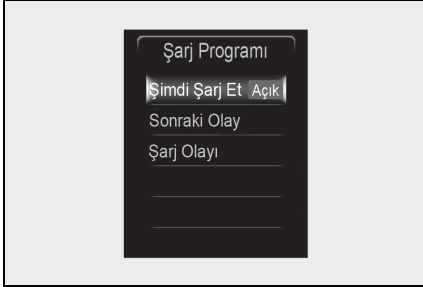 Şarj Programı
Şimdi Şarj Et Açık
Sonraki Olay
Şarj Olayı